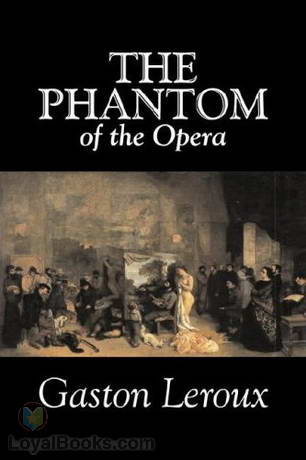 THE
PHANTOM
of the Opera
Gaston Leroux
LoyalBooks.com